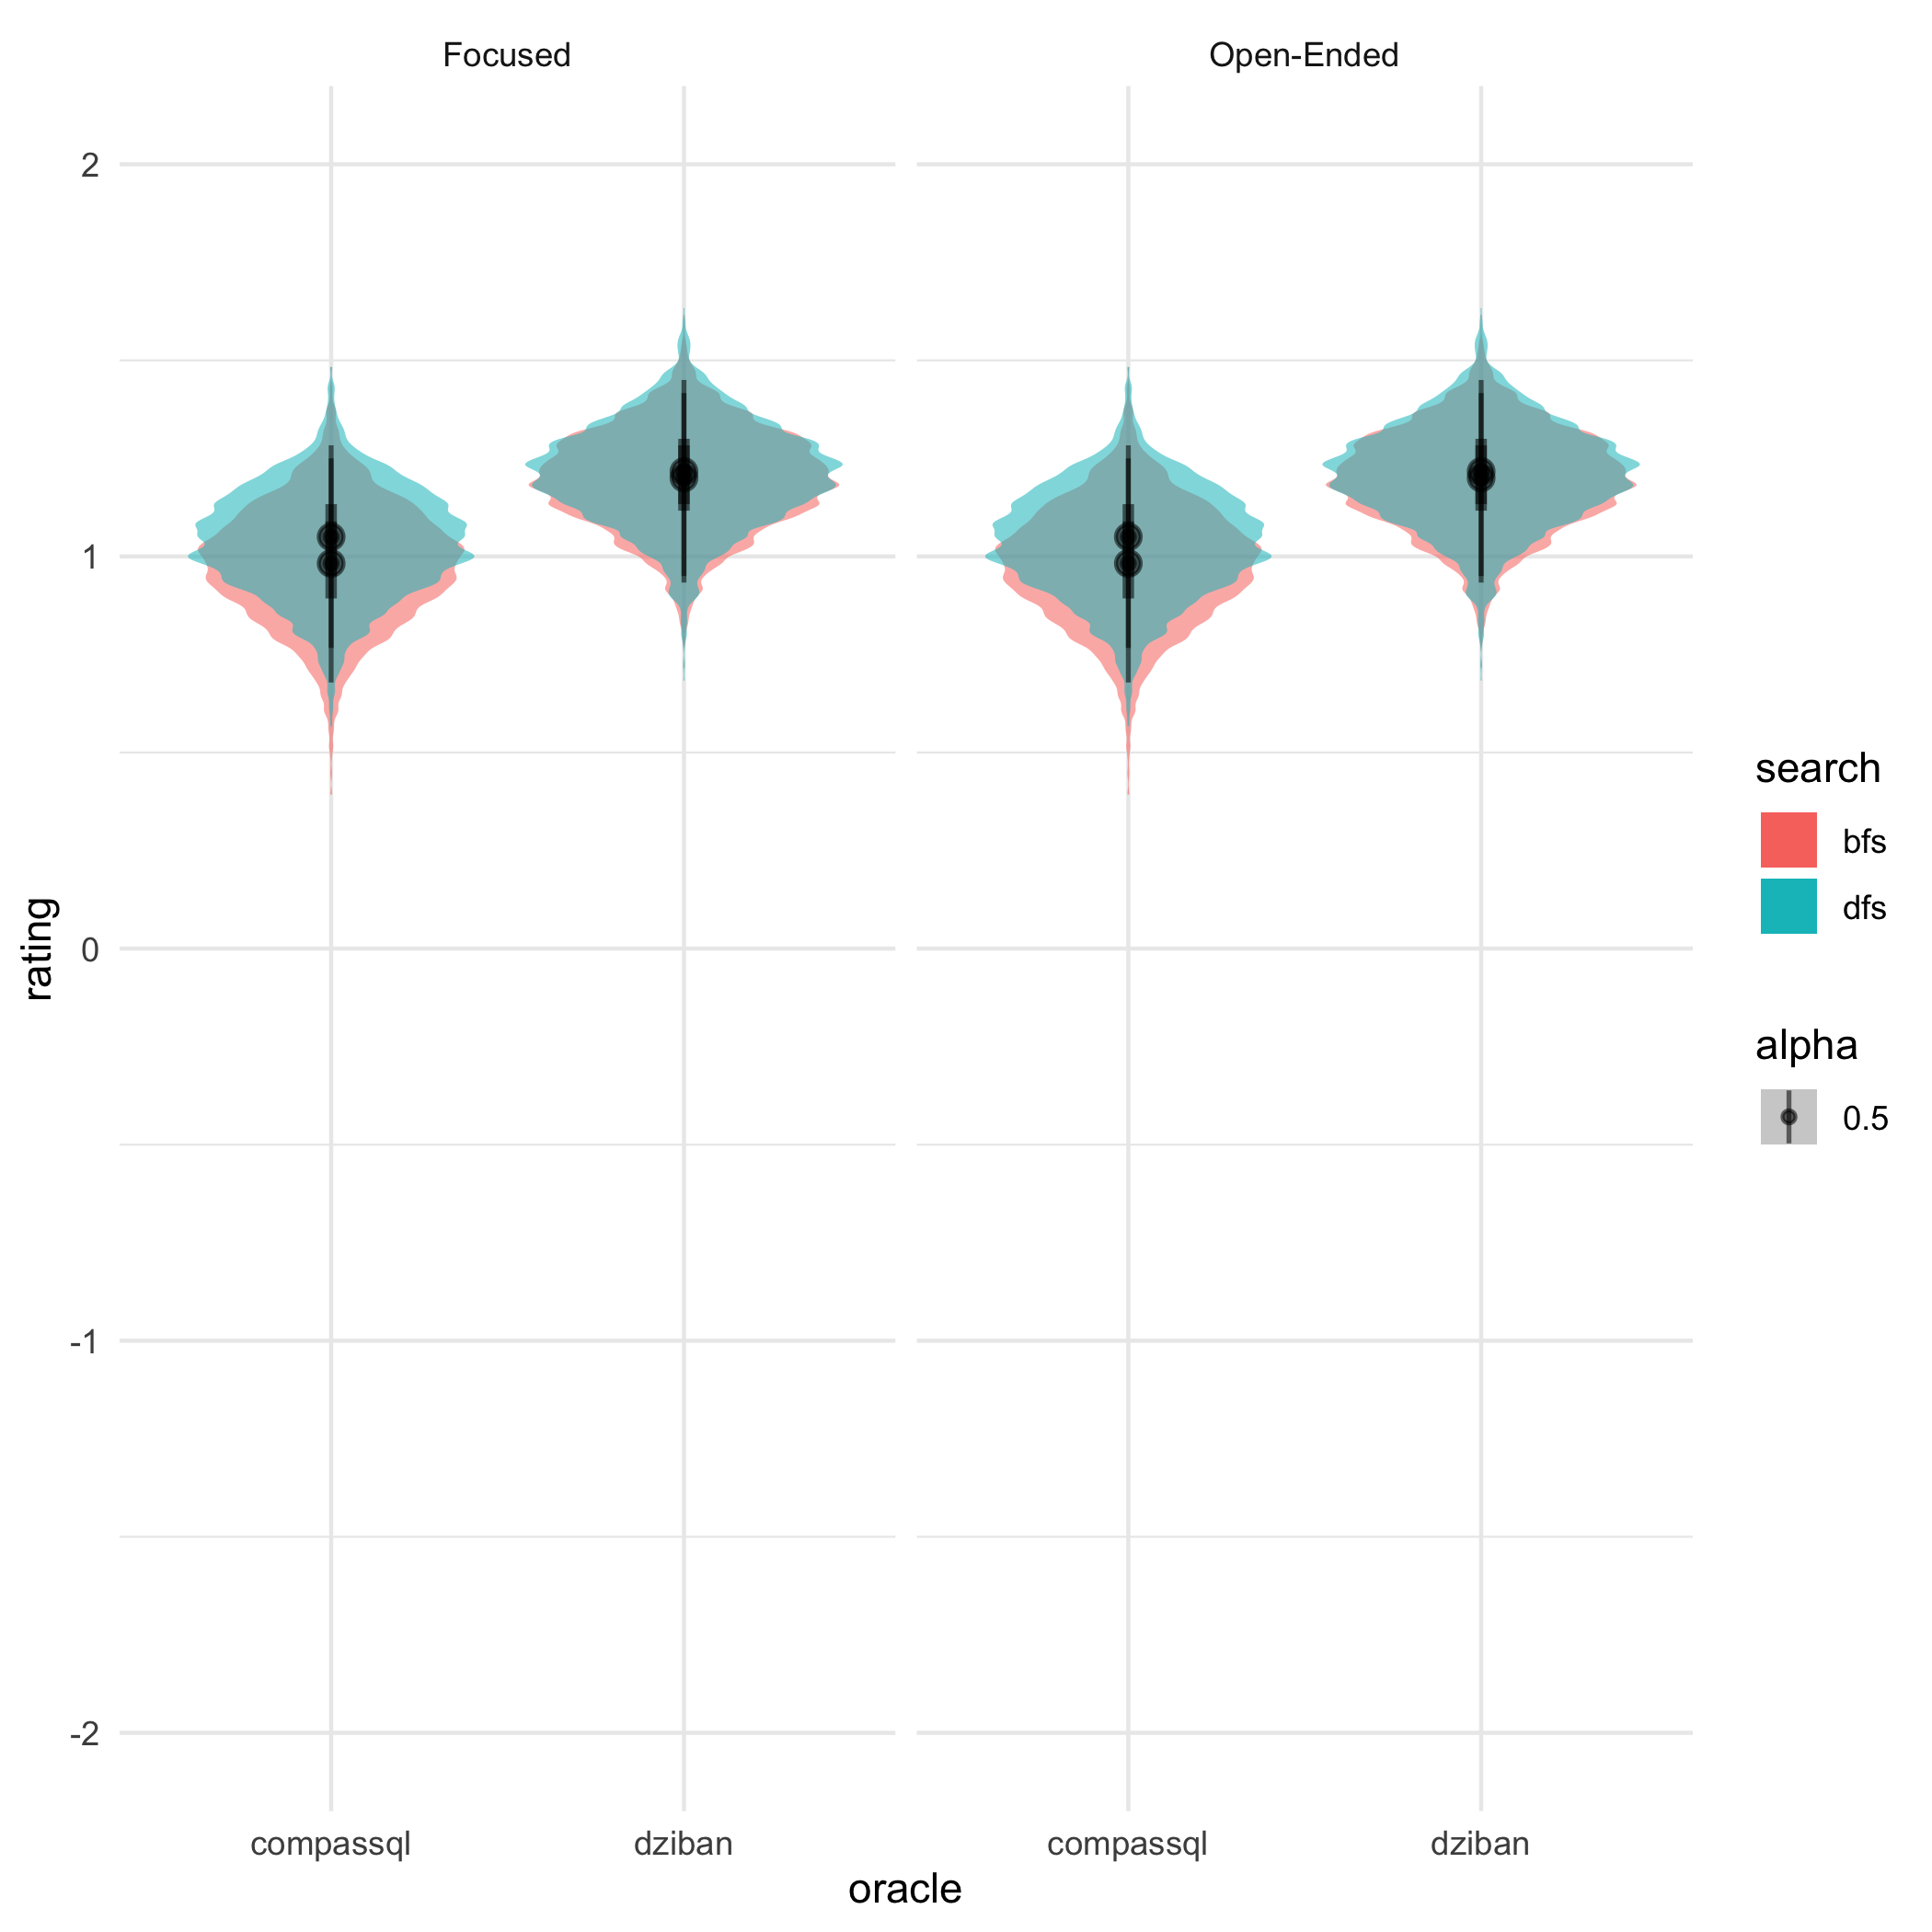 Focused
Open-Ended
2
1
0
-1
-2
rating
compassql
dziban
compassql
dziban
oracle
search
bfs
dfs
alpha
0.5